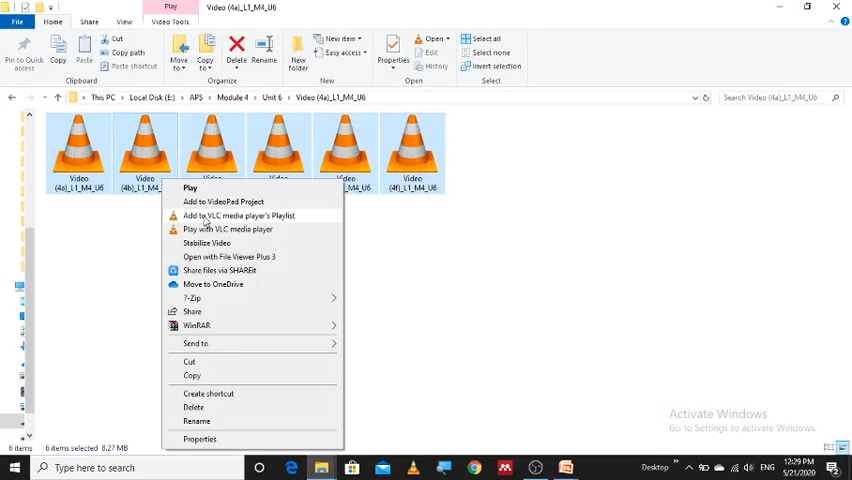 Play
Video (4a)_L1_M4_U6
File
Home
Share
View
Video Tools
Pin to Quick access
Copy
Paste
Cut
Copy path
Paste shortcut
Clipboard
Move to
Copy to
Delete
Rename
Organize
New folder
New item
Easy access
New
Properties
Open
Edit
History
Open
Select all
Select none
Invert selection
Select
This PC
Local Disk (E:)
APS
Module 4
Unit 6
Video (4a)_L1_M4_U6
Search Video (4a)_L1_M4_U6
Video (4a)_L1_M4_U6
Video (4b)_L1_M4_
Video
Video
Video
Video (4f)_L1_M4_U6
Play
Add to VideoPad Project
Add to VLC media player's Playlist
Play with VLC media player
Stabilize Video
Open with File Viewer Plus 3
Share files via SHAREit
Move to OneDrive
7-Zip
Share
WinRAR
Send to
Cut
Copy
Create shortcut
Delete
Rename
Properties
Activate Windows
Go to Settings to activate Windows.
6 items
6 items selected 8.27 MB
Type here to search
Desktop
ENG
12:29 PM
5/21/2020
2